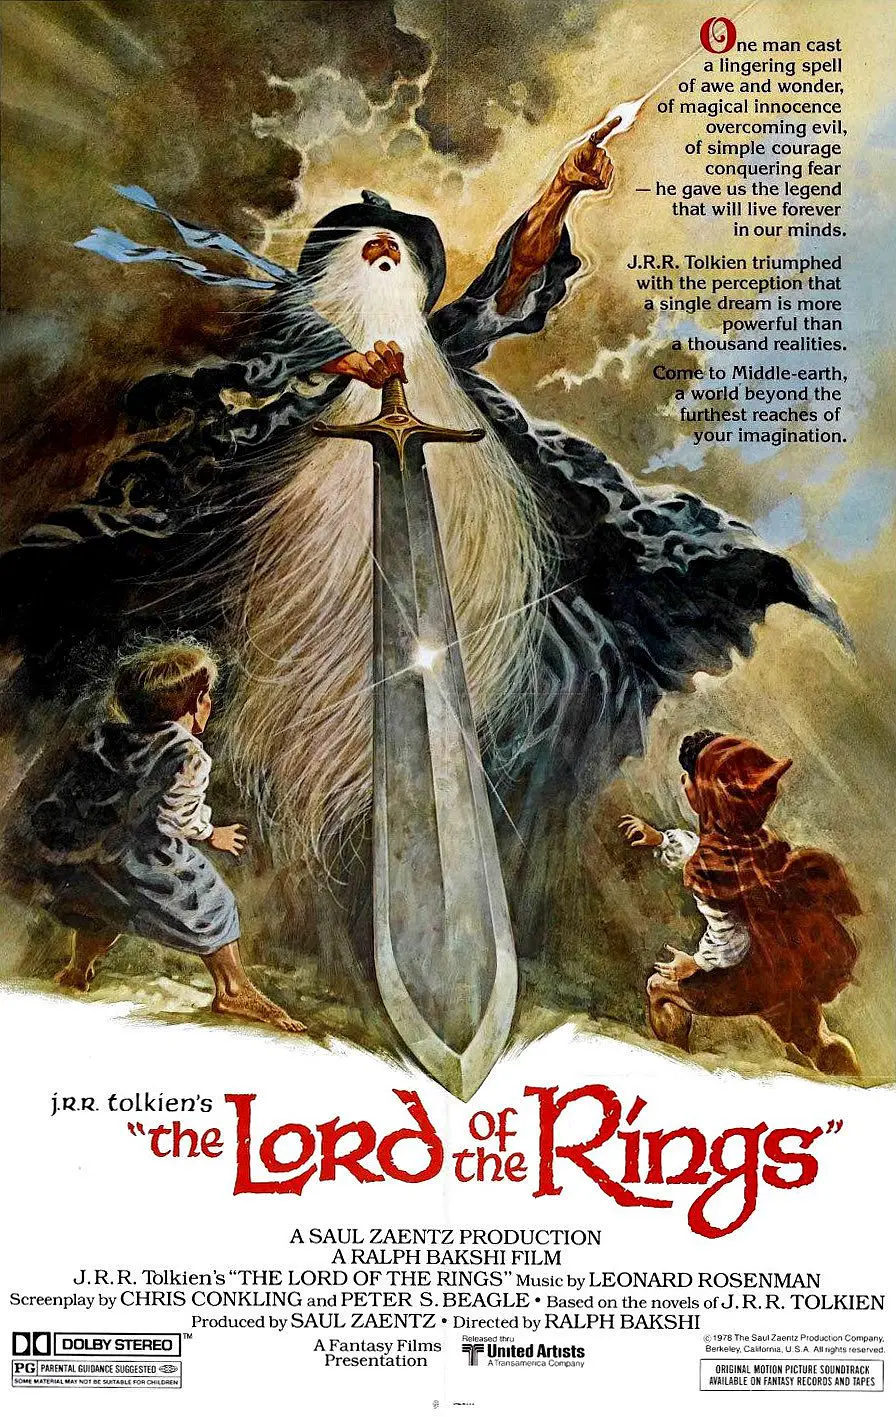 One man cast
a lingering spell
of awe and wonder,
of magical innocence
overcoming evil,
of simple courage
conquering fear
— he gave us the legend
that will live forever
in our minds.
J.R.R. Tolkien triumphed
with the perception that
a single dream is more
powerful than
a thousand realities.
Come to Middle-earth,
a world beyond the
furthest reaches of
your imagination.
J.R.R. Tolkien's
"the Lord of the Rings"
A SAUL ZAENTZ PRODUCTION
A RALPH BAKSHI FILM
J.R.R. Tolkien's "THE LORD OF THE RINGS" Music by LEONARD ROSENMAN
Screenplay by CHRIS CONKLING and PETER S. BEAGLE • Based on the novels of J.R.R. TOLKIEN
Produced by SAUL ZAENTZ • Directed by RALPH BAKSHI
DOLBY STEREO™
PG PARENTAL GUIDANCE SUGGESTED
SOME MATERIAL MAY NOT BE SUITABLE FOR CHILDREN
A Fantasy Films
Presentation
Released thru
United Artists
A Transamerica Company
© 1978 The Saul Zaentz Production Company,
Berkeley, California, U.S.A. All rights reserved.
ORIGINAL MOTION PICTURE SOUNDTRACK
AVAILABLE ON FANTASY RECORDS AND TAPES